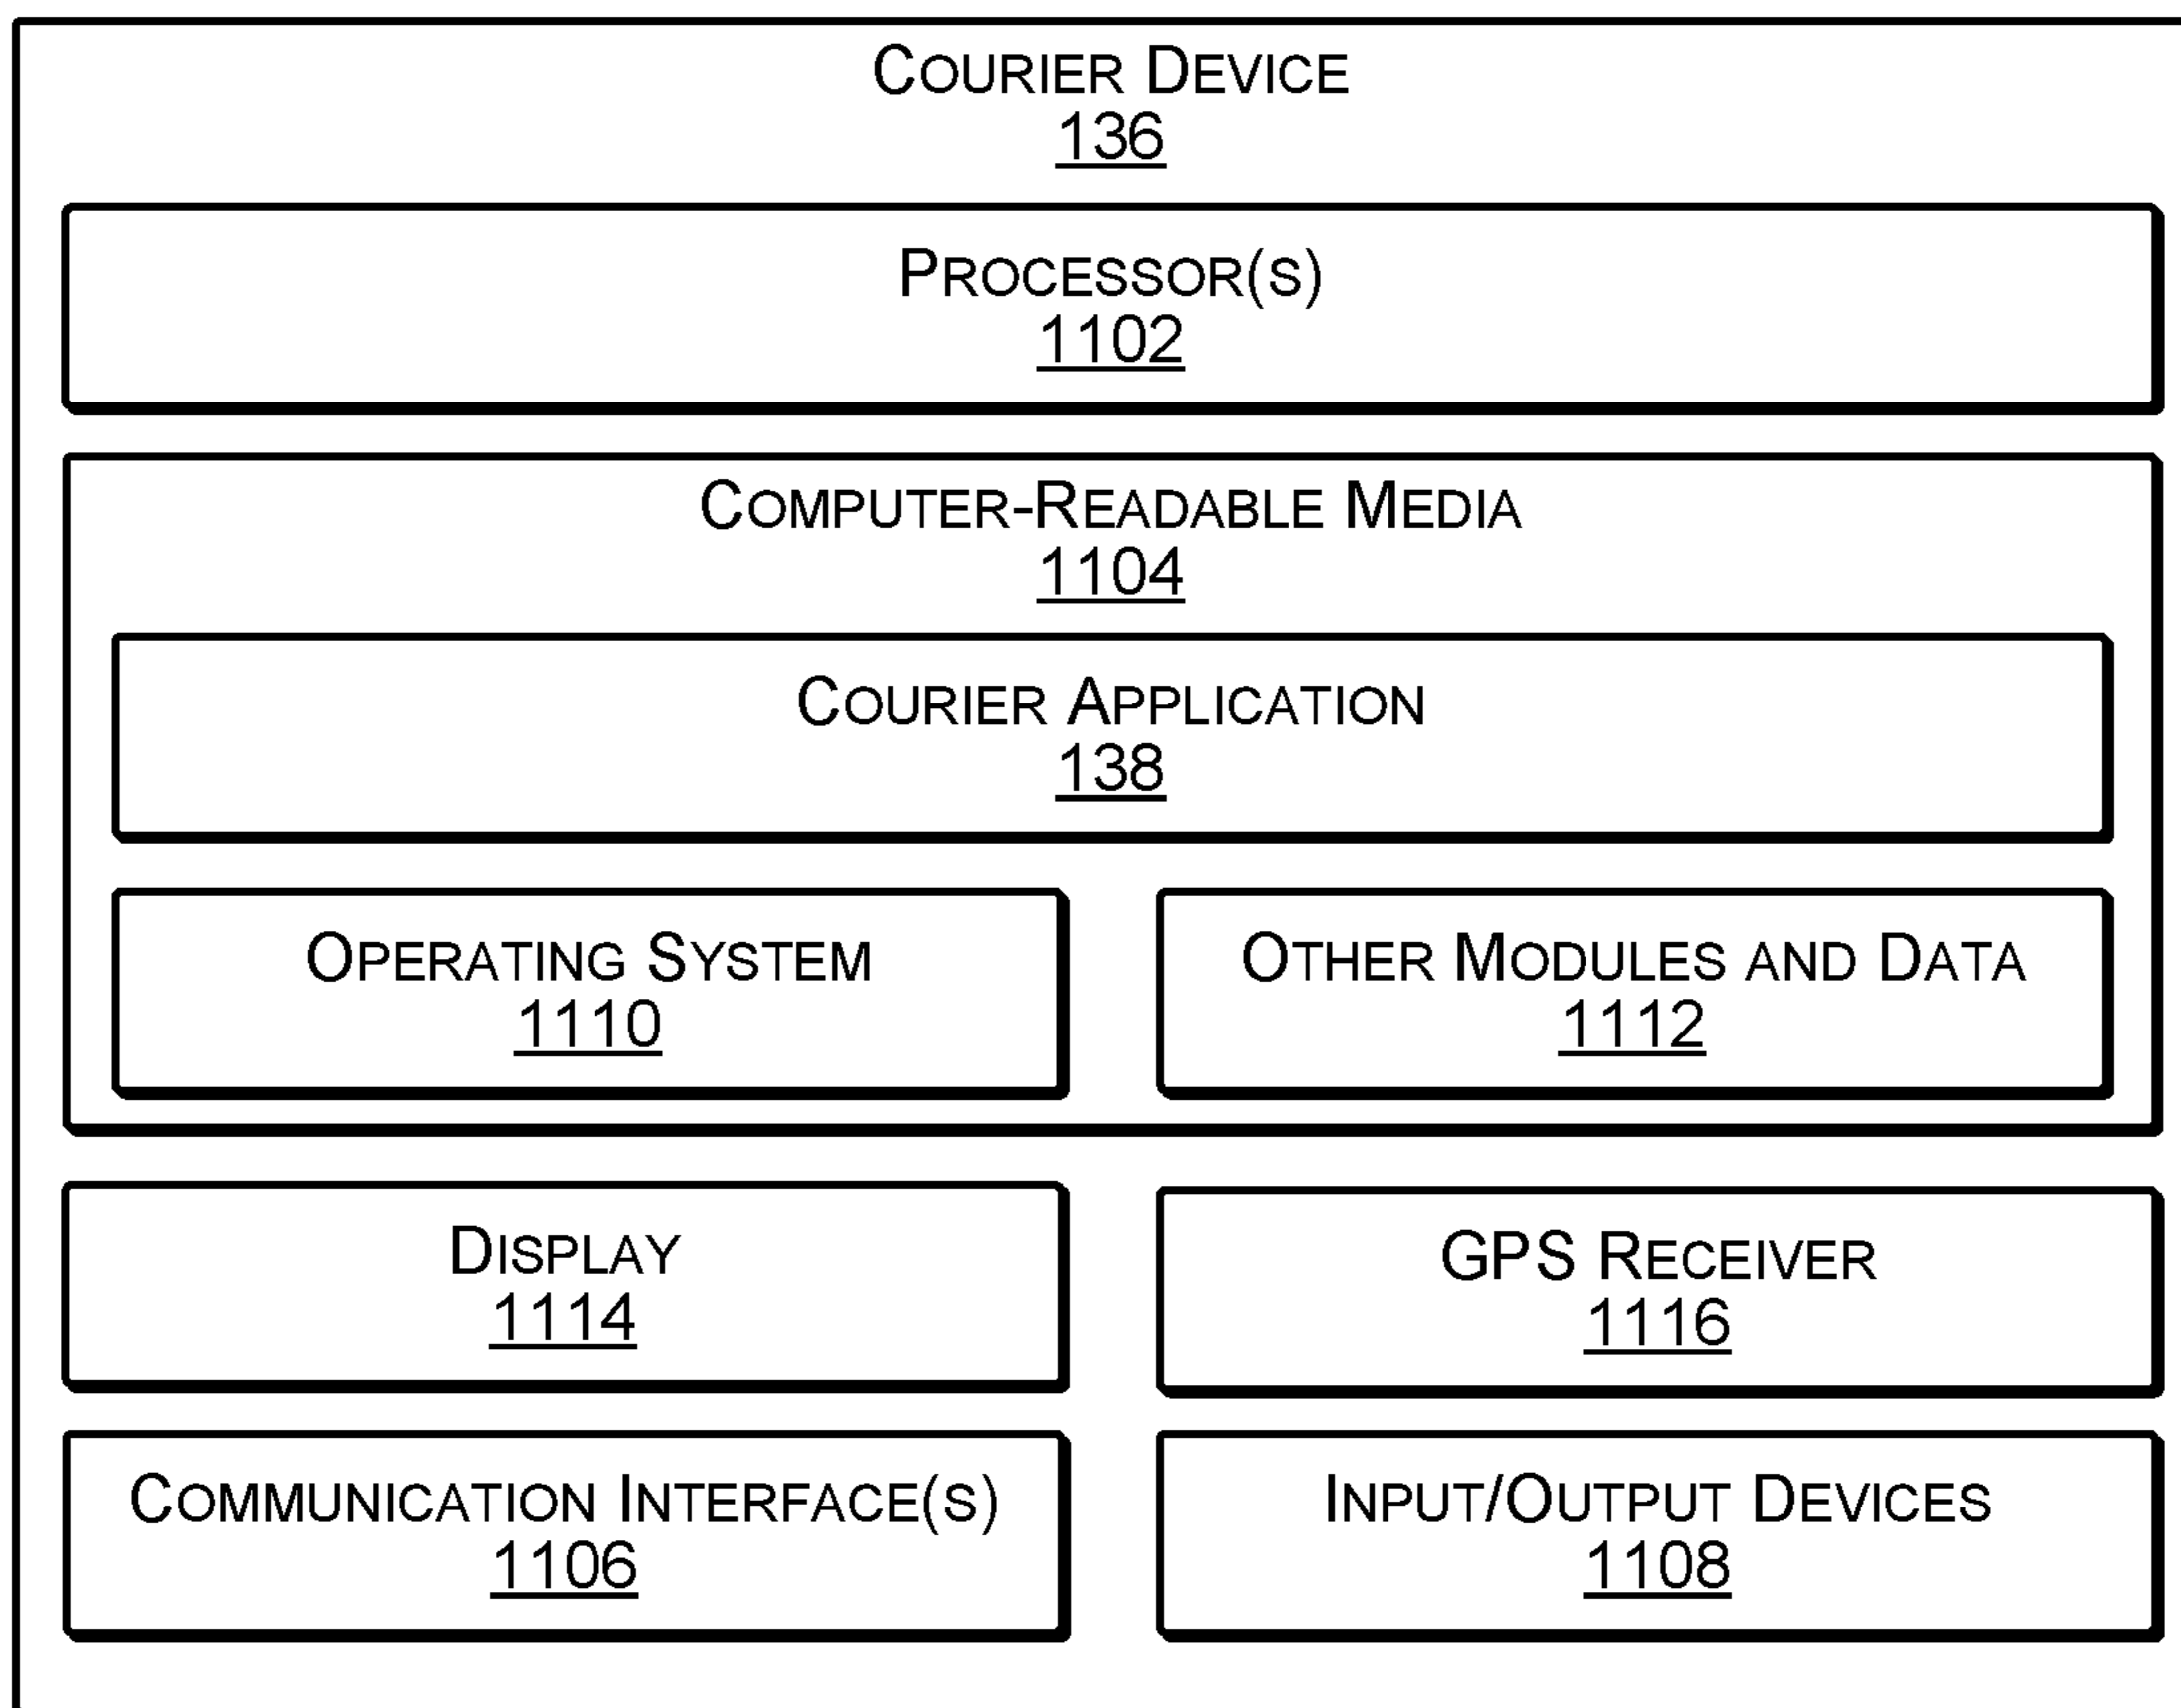 COURIER DEVICE
136
PROCESSOR(S)
1102
COMPUTER-READABLE MEDIA
1104
COURIER APPLICATION
138
OPERATING SYSTEM
1110
OTHER MODULES AND DATA
1112
DISPLAY
1114
GPS RECEIVER
1116
COMMUNICATION INTERFACE(S)
1106
INPUT/OUTPUT DEVICES
1108